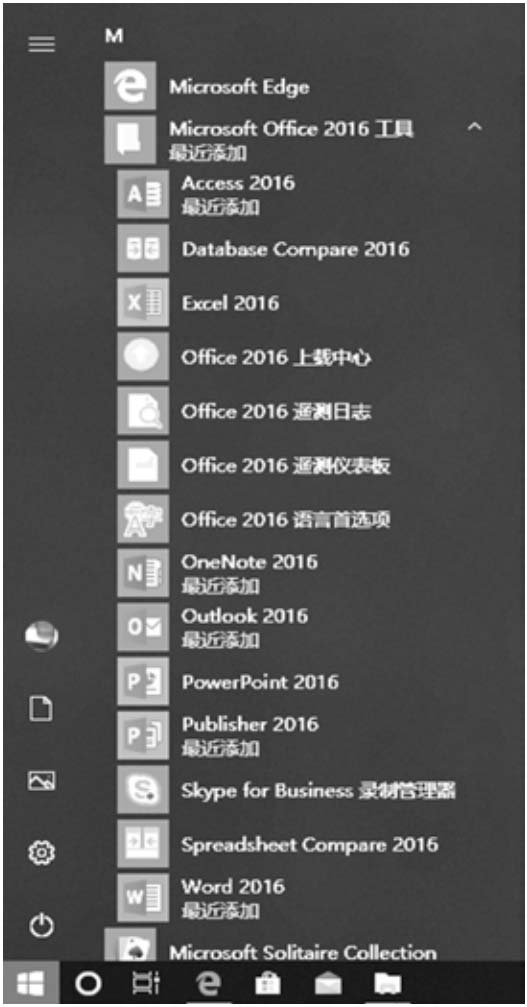 M
Microsoft Edge
Microsoft Office 2016 工具
最近添加
Access 2016
最近添加
Database Compare 2016
Excel 2016
Office 2016 上载中心
Office 2016 遥测日志
Office 2016 遥测仪表板
Office 2016 语言首选项
OneNote 2016
最近添加
Outlook 2016
最近添加
PowerPoint 2016
Publisher 2016
最近添加
Skype for Business 录制管理器
Spreadsheet Compare 2016
Word 2016
最近添加
Microsoft Solitaire Collection